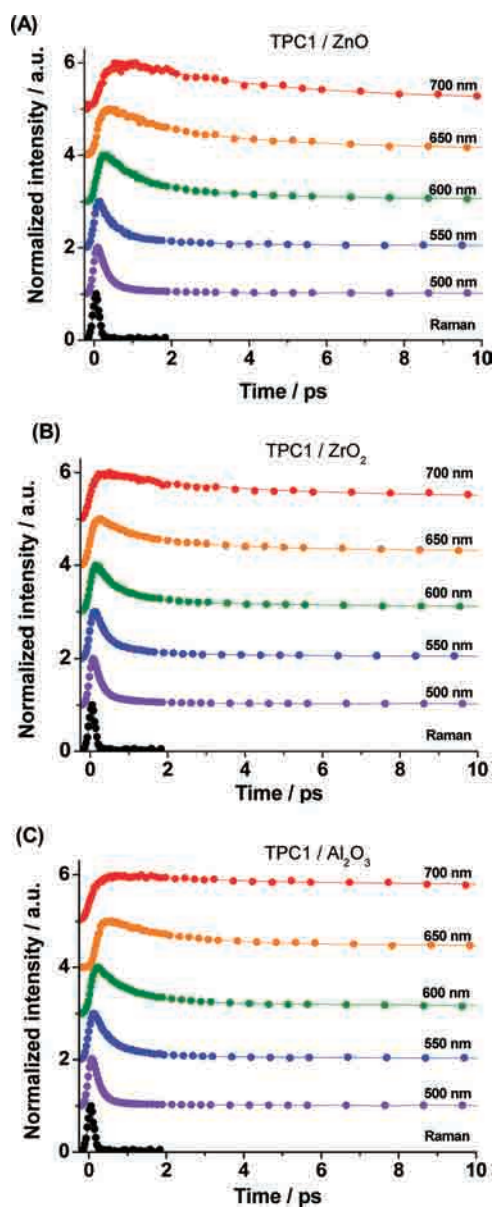 (A)
TPC1 / ZnO
Normalized intensity / a.u.
6
4
2
0
700 nm
650 nm
600 nm
550 nm
500 nm
Raman
0 2 4 6 8 10
Time / ps
(B)
TPC1 / ZrO₂
Normalized intensity / a.u.
6
4
2
0
700 nm
650 nm
600 nm
550 nm
500 nm
Raman
0 2 4 6 8 10
Time / ps
(C)
TPC1 / Al₂O₃
Normalized intensity / a.u.
6
4
2
0
700 nm
650 nm
600 nm
550 nm
500 nm
Raman
0 2 4 6 8 10
Time / ps